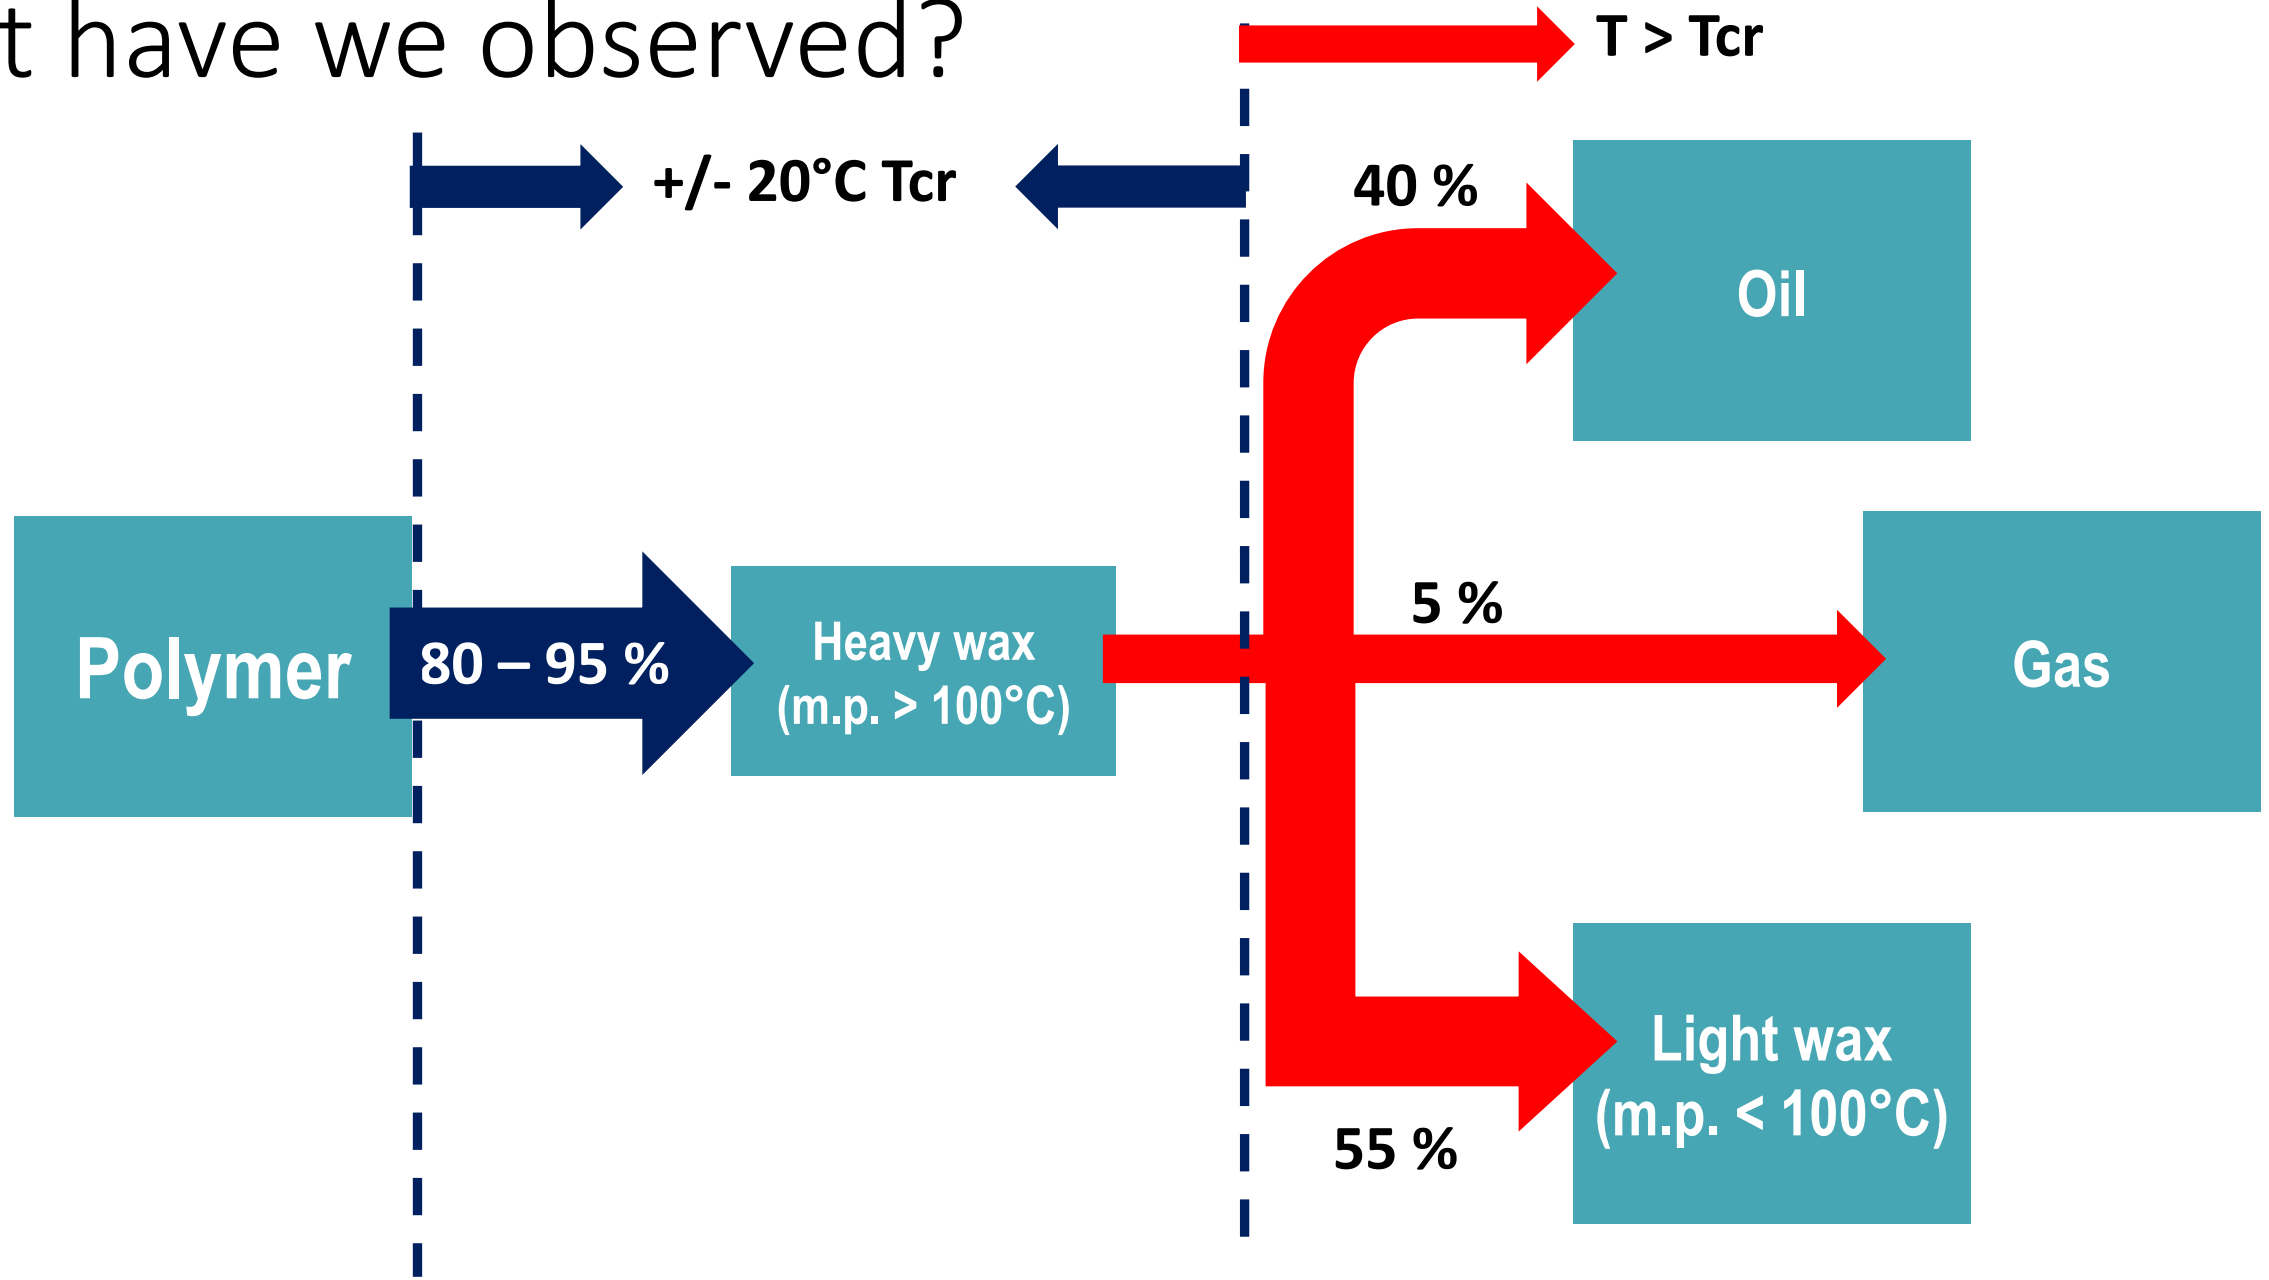 t have we observed?
T > Tcr
+/- 20°C Tcr
40 %
Oil
5 %
Polymer
80 – 95 %
Heavy wax
(m.p. > 100°C)
Gas
Light wax
(m.p. < 100°C)
55 %